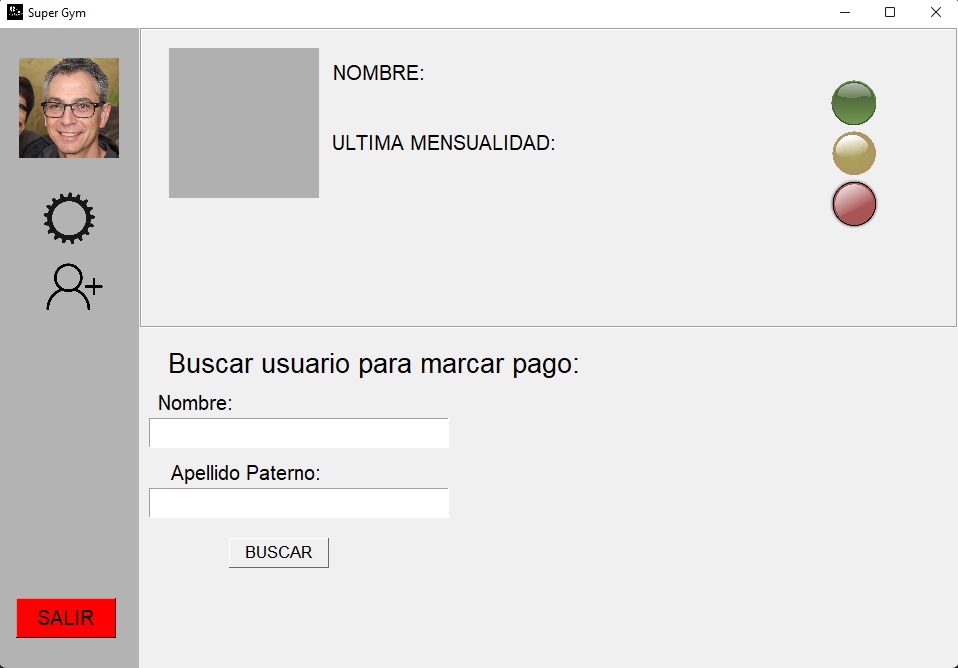 Super Gym
NOMBRE:
ULTIMA MENSUALIDAD:
Buscar usuario para marcar pago:
Nombre:
Apellido Paterno:
BUSCAR
SALIR